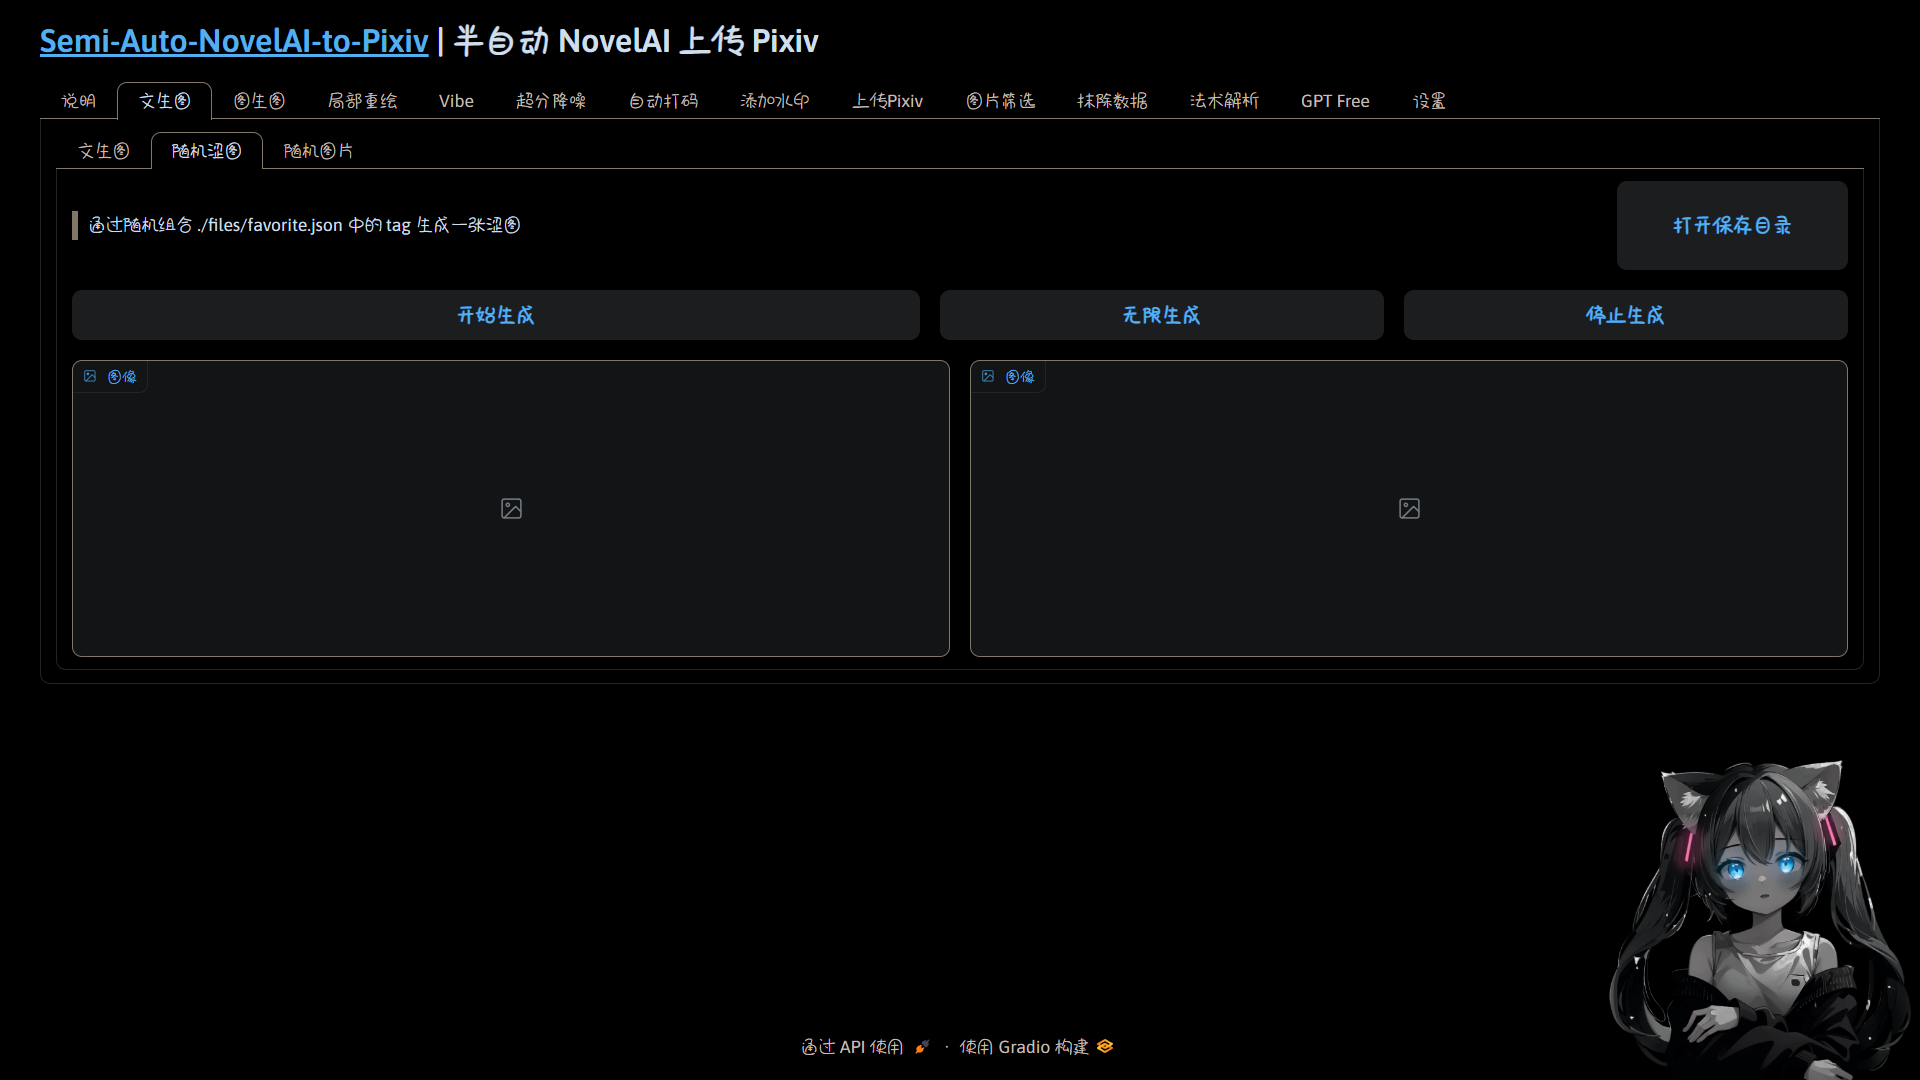 Semi-Auto-NovelAI-to-Pixiv | 半自动 NovelAI 上传 Pixiv
说明 文生图 图生图 局部重绘 Vibe 超分降噪 自动打码 添加水印 上传Pixiv 图片筛选 抹除数据 法术解析 GPT Free 设置
文生图 随机涩图 随机图片
通过随机组合 ./files/favorite.json 中的 tag 生成一张涩图
打开保存目录
开始生成 无限生成 停止生成
图像 图像
通过 API 使用 · 使用 Gradio 构建